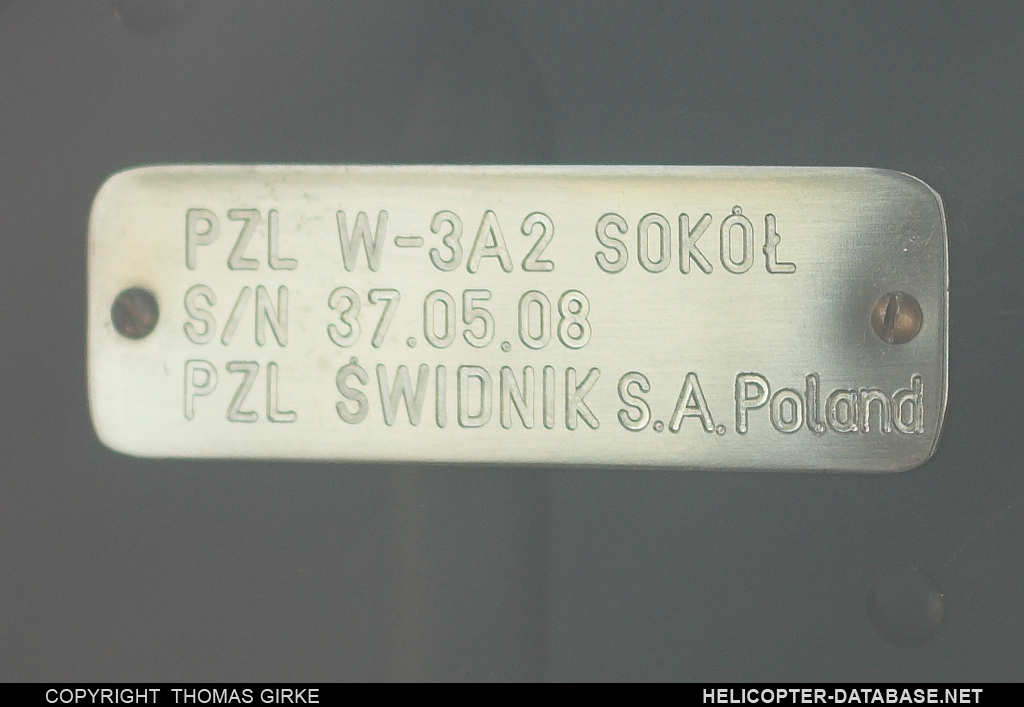 PZL W-3A2 SOKÓŁ
S/N 37.05.08
PZL ŚWIDNIK S.A. Poland
COPYRIGHT THOMAS GIRKE
HELICOPTER-DATABASE.NET